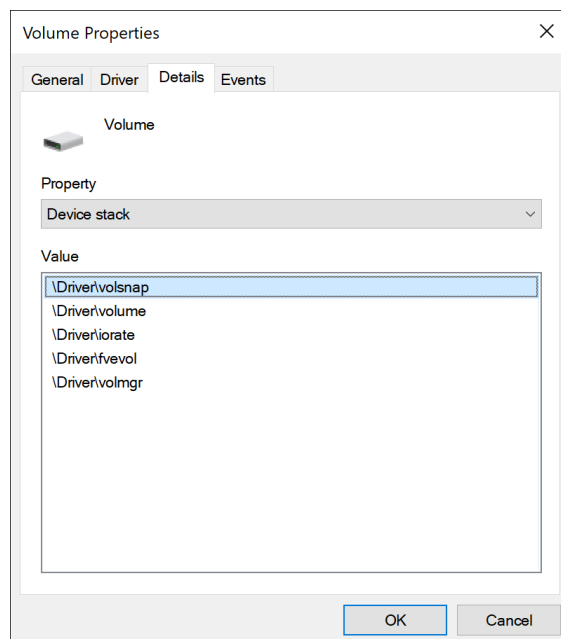 Volume Properties
General Driver Details Events
Volume
Property
Device stack
Value
\Driver\volsnap
\Driver\volume
\Driver\iorate
\Driver\fvevol
\Driver\volmgr
OK Cancel